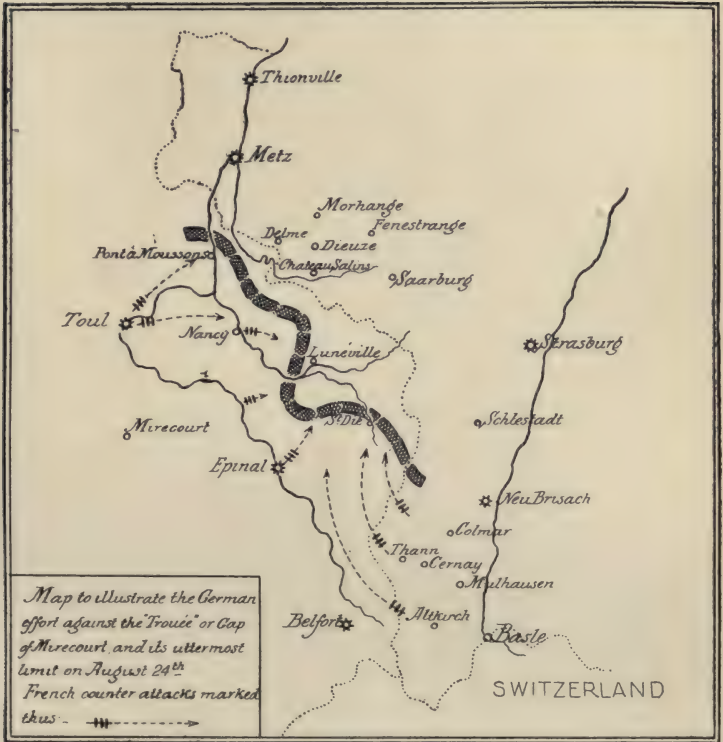 Thionville
Metz
Morhange
Fenestrange
Delme
Dieuze
Pont à Moussons
Chateau Salins
Saarburg
Toul
Nancy
Luneville
Strasburg
Mirecourt
St Dié
Schlestadt
Epinal
Neu Brisach
Colmar
Thann
Cernay
Mulhausen
Belfort
Altkirch
Basle
SWITZERLAND
Map to illustrate the German
effort against the "Trouée" or Gap
of Mirecourt, and its uttermost
limit on August 24th
French counter attacks marked
thus:-